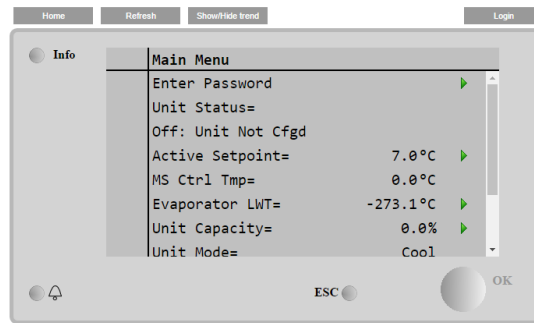 Home Refresh Show/Hide trend Login
Info
Main Menu
Enter Password
Unit Status=
Off: Unit Not Cfgd
Active Setpoint= 7.0°C
MS Ctrl Tmp= 0.0°C
Evaporator LWT= -273.1°C
Unit Capacity= 0.0%
Unit Mode= Cool
ESC OK